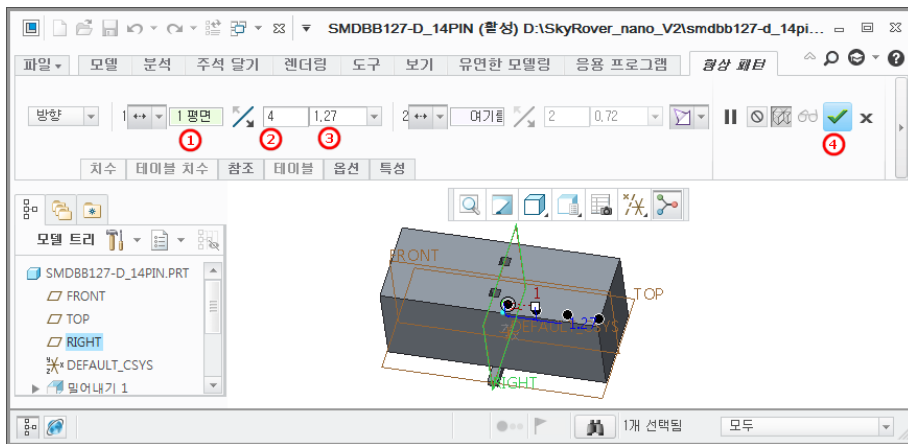 SMDBB127-D_14PIN (활성) D:\SkyRover_nano_V2\smdbb127-d_14pi...
파일 모델 분석 주석 달기 렌더링 도구 보기 유연한 모델링 응용 프로그램 형상 패턴
방향 1 1 평면 4 1.27 2 여기를 2 0,72
1 2 3 4
치수 테이블 치수 참조 테이블 옵션 특성
모델 트리
SMDBB127-D_14PIN.PRT
FRONT
TOP
RIGHT
DEFAULT_CSYS
밀어내기 1
FRONT
TOP
1
1.27
DEFAULT_CSYS
RIGHT
1개 선택됨 모두